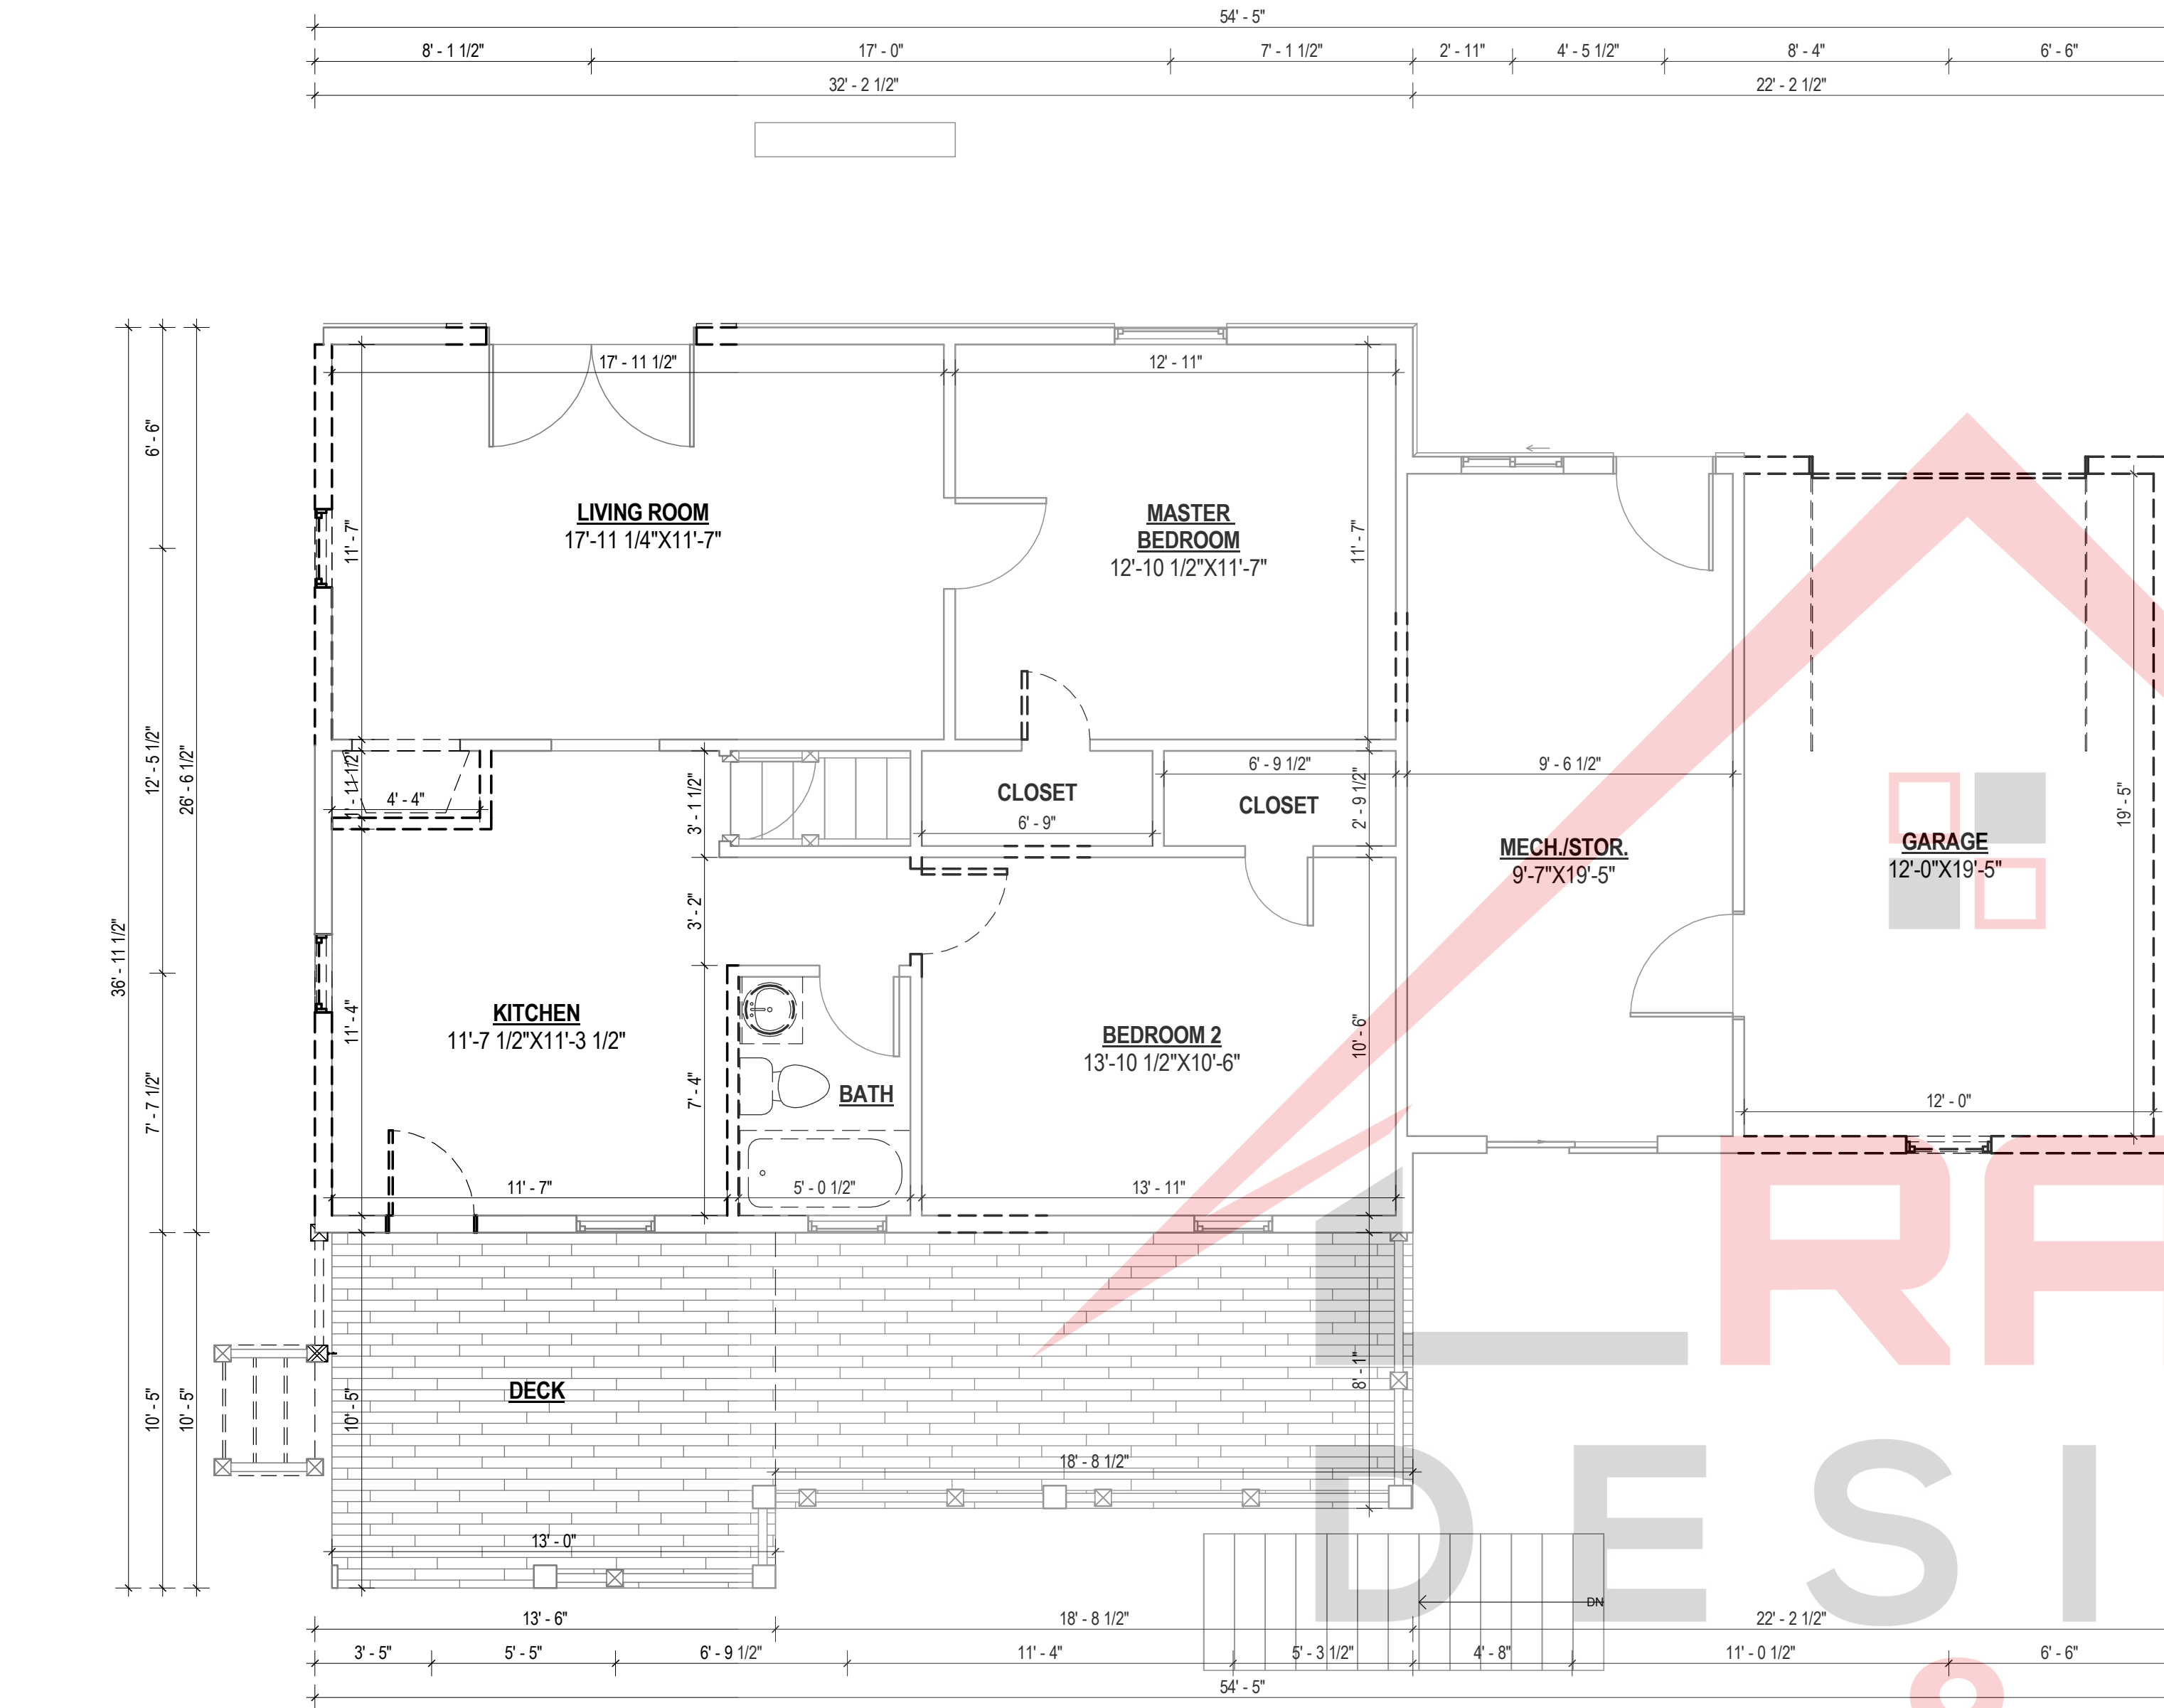 54' - 5"
8' - 1 1/2" 17' - 0" 7' - 1 1/2" 2' - 11" 4' - 5 1/2" 8' - 4" 6' - 6"
32' - 2 1/2" 22' - 2 1/2"
17' - 11 1/2" 12' - 11"
6' - 6"
11' - 7"
11' - 7"
LIVING ROOM
17'-11 1/4"X11'-7"
MASTER
BEDROOM
12'-10 1/2"X11'-7"
12' - 5 1/2"
26' - 6 1/2"
36' - 11 1/2"
1' - 11 1/2"
4' - 4"
3' - 1 1/2"
CLOSET
6' - 9"
6' - 9 1/2"
CLOSET
2' - 9 1/2"
9' - 6 1/2"
MECH./STOR.
9'-7"X19'-5"
GARAGE
12'-0"X19'-5"
19' - 5"
3' - 2"
11' - 4"
KITCHEN
11'-7 1/2"X11'-3 1/2"
7' - 4"
BATH
BEDROOM 2
13'-10 1/2"X10'-6"
10' - 6"
7' - 7 1/2"
12' - 0"
11' - 7" 5' - 0 1/2" 13' - 11"
10' - 5"
10' - 5"
10' - 5"
DECK
8' - 1"
18' - 8 1/2"
13' - 0"
DN
13' - 6" 18' - 8 1/2" 22' - 2 1/2"
3' - 5" 5' - 5" 6' - 9 1/2" 11' - 4" 5' - 3 1/2" 4' - 8" 11' - 0 1/2" 6' - 6"
54' - 5"
DESI